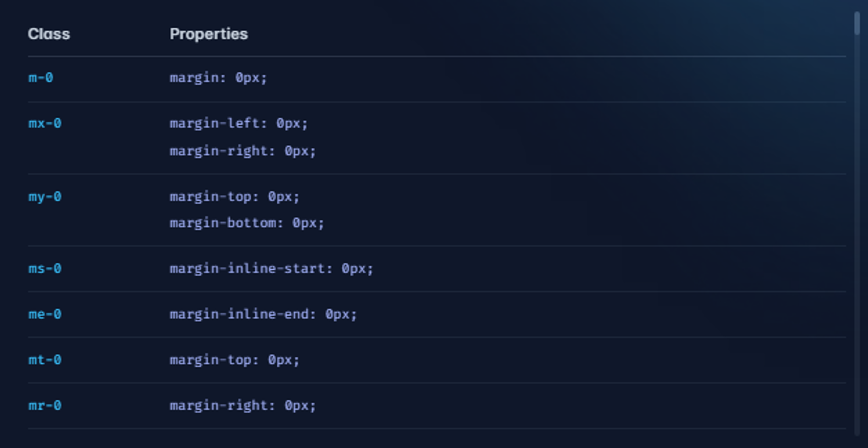 Class Properties
m-0 margin: 0px;
mx-0 margin-left: 0px;
margin-right: 0px;
my-0 margin-top: 0px;
margin-bottom: 0px;
ms-0 margin-inline-start: 0px;
me-0 margin-inline-end: 0px;
mt-0 margin-top: 0px;
mr-0 margin-right: 0px;